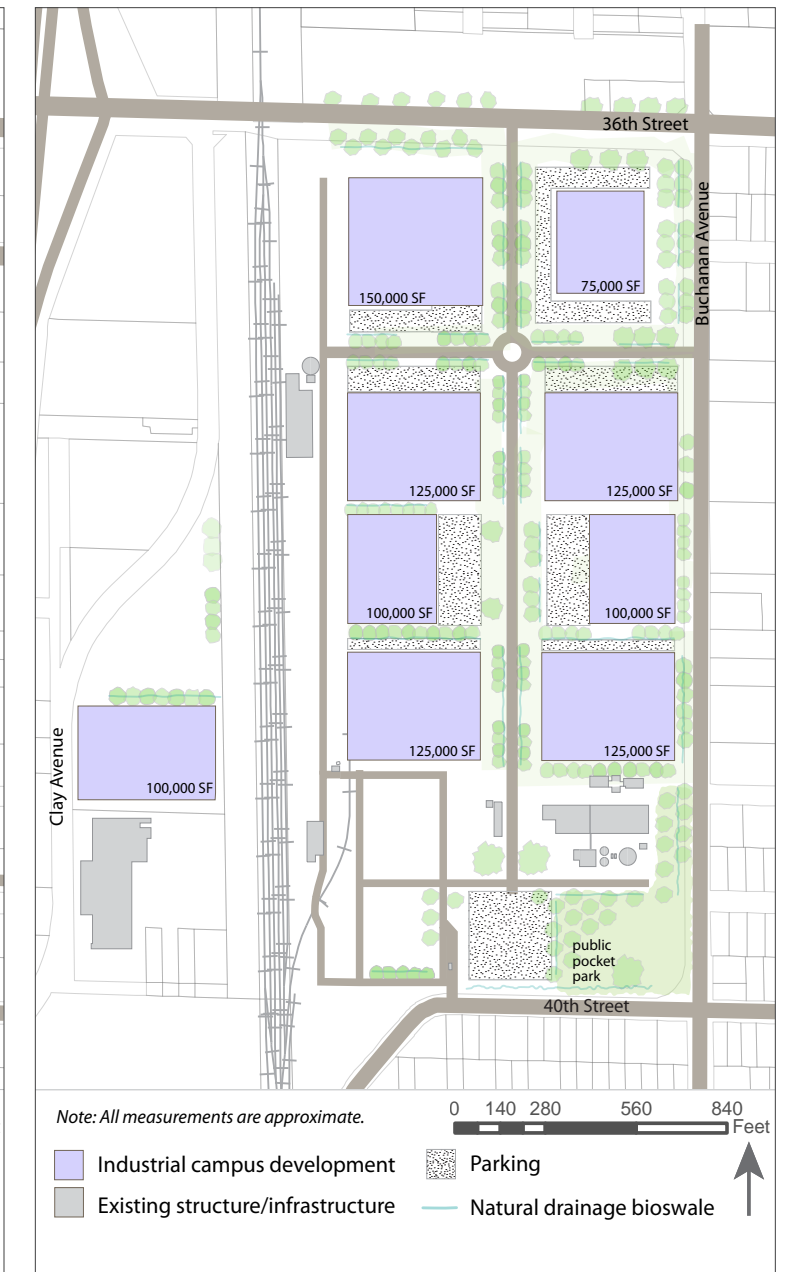 36th Street
Buchanan Avenue
150,000 SF
75,000 SF
125,000 SF
125,000 SF
100,000 SF
100,000 SF
125,000 SF
125,000 SF
Clay Avenue
100,000 SF
public
pocket
park
40th Street
Note: All measurements are approximate.
0 140 280 560 840
Feet
Industrial campus development
Parking
Existing structure/infrastructure
Natural drainage bioswale